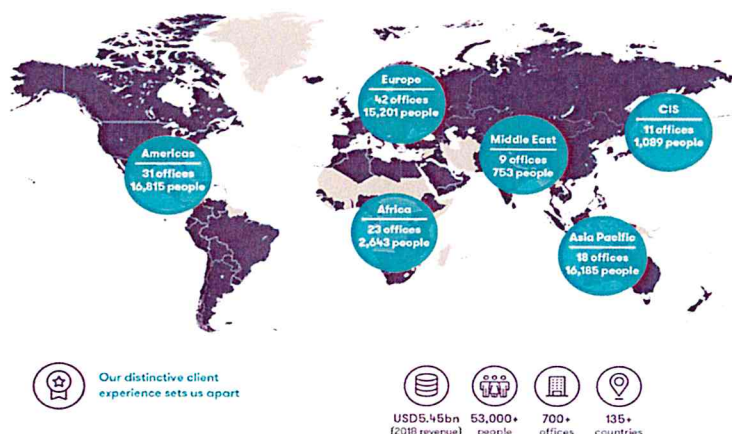 Europe
42 offices
15,201 people
CIS
11 offices
1,089 people
Middle East
9 offices
753 people
Americas
31 offices
16,815 people
Africa
23 offices
2,643 people
Asia Pacific
18 offices
16,185 people
Our distinctive client
experience sets us apart
USD5.45bn
(2018 revenue)
53,000+
people
700+
offices
135+
countries